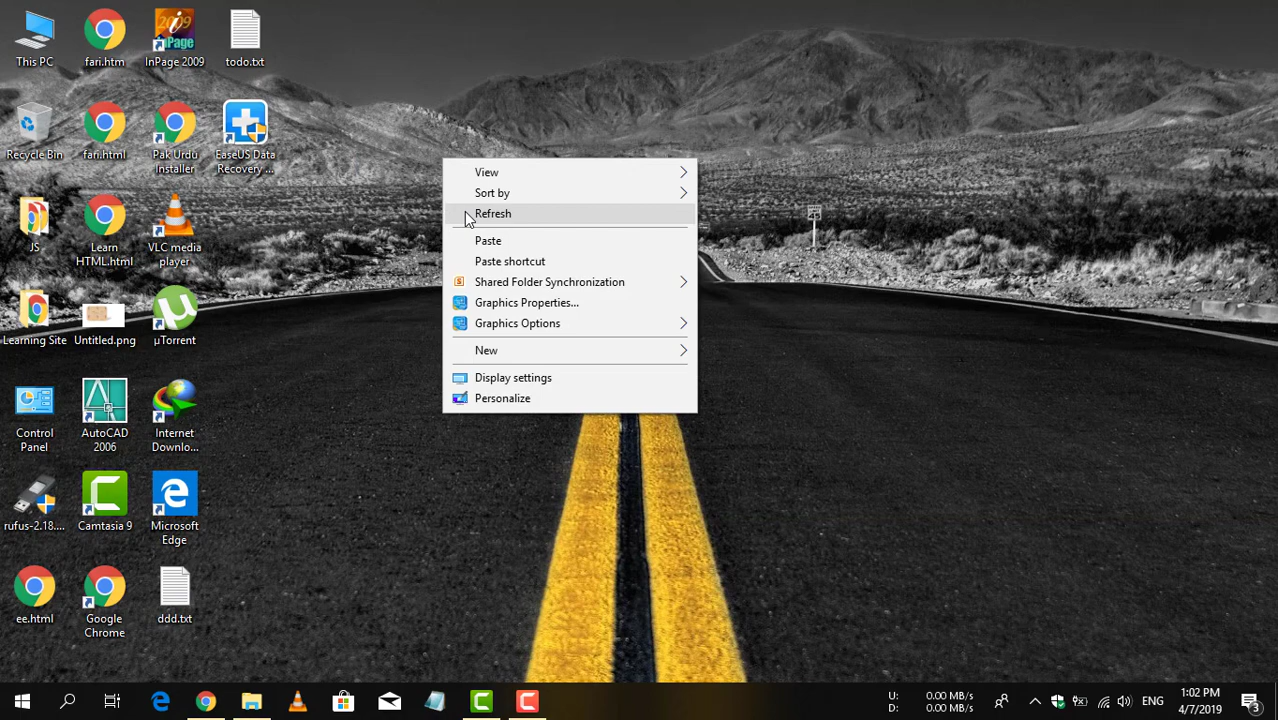 This PC
fari.htm
InPage 2009
todo.txt
2009
InPage
Recycle Bin
fari.html
Pak Urdu
Installer
EaseUS Data
Recovery ...
JS
Learn
HTML.html
VLC media
player
Learning Site
Untitled.png
µTorrent
Control
Panel
AutoCAD
2006
Internet
Downlo...
rufus-2.18....
Camtasia 9
Microsoft
Edge
ee.html
Google
Chrome
ddd.txt
View
Sort by
Refresh
Paste
Paste shortcut
Shared Folder Synchronization
Graphics Properties...
Graphics Options
New
Display settings
Personalize
U: 0.00 MB/s
D: 0.00 MB/s
ENG
1:02 PM
4/7/2019
3